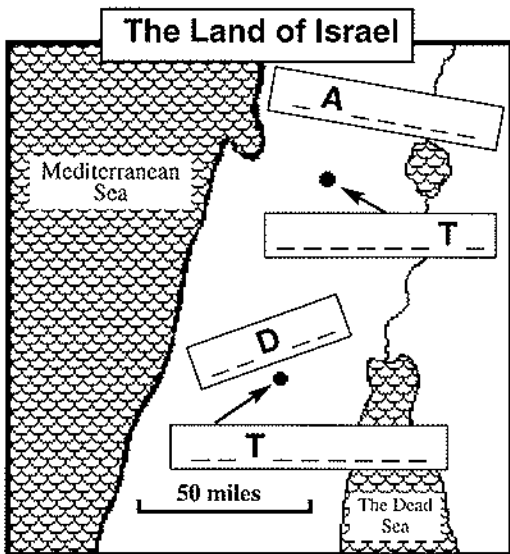 The Land of Israel
_ A _ _ _ _ _
Mediterranean
Sea
_ _ _ _ _ _ T _
_ _ D _ _
_ _ T _ _ _ _ _ _
50 miles
The Dead
Sea